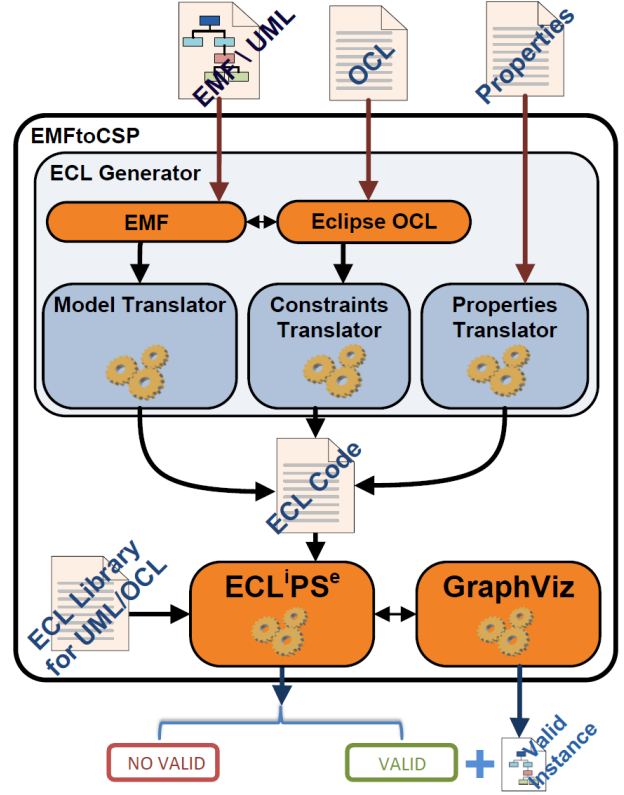 EMF \ UML
OCL
Properties
EMFtoCSP
ECL Generator
EMF
Eclipse OCL
Model Translator
Constraints
Translator
Properties
Translator
ECL Code
ECL Library
for UML/OCL
ECLⁱPSᵉ
GraphViz
NO VALID
VALID
Valid
Instance